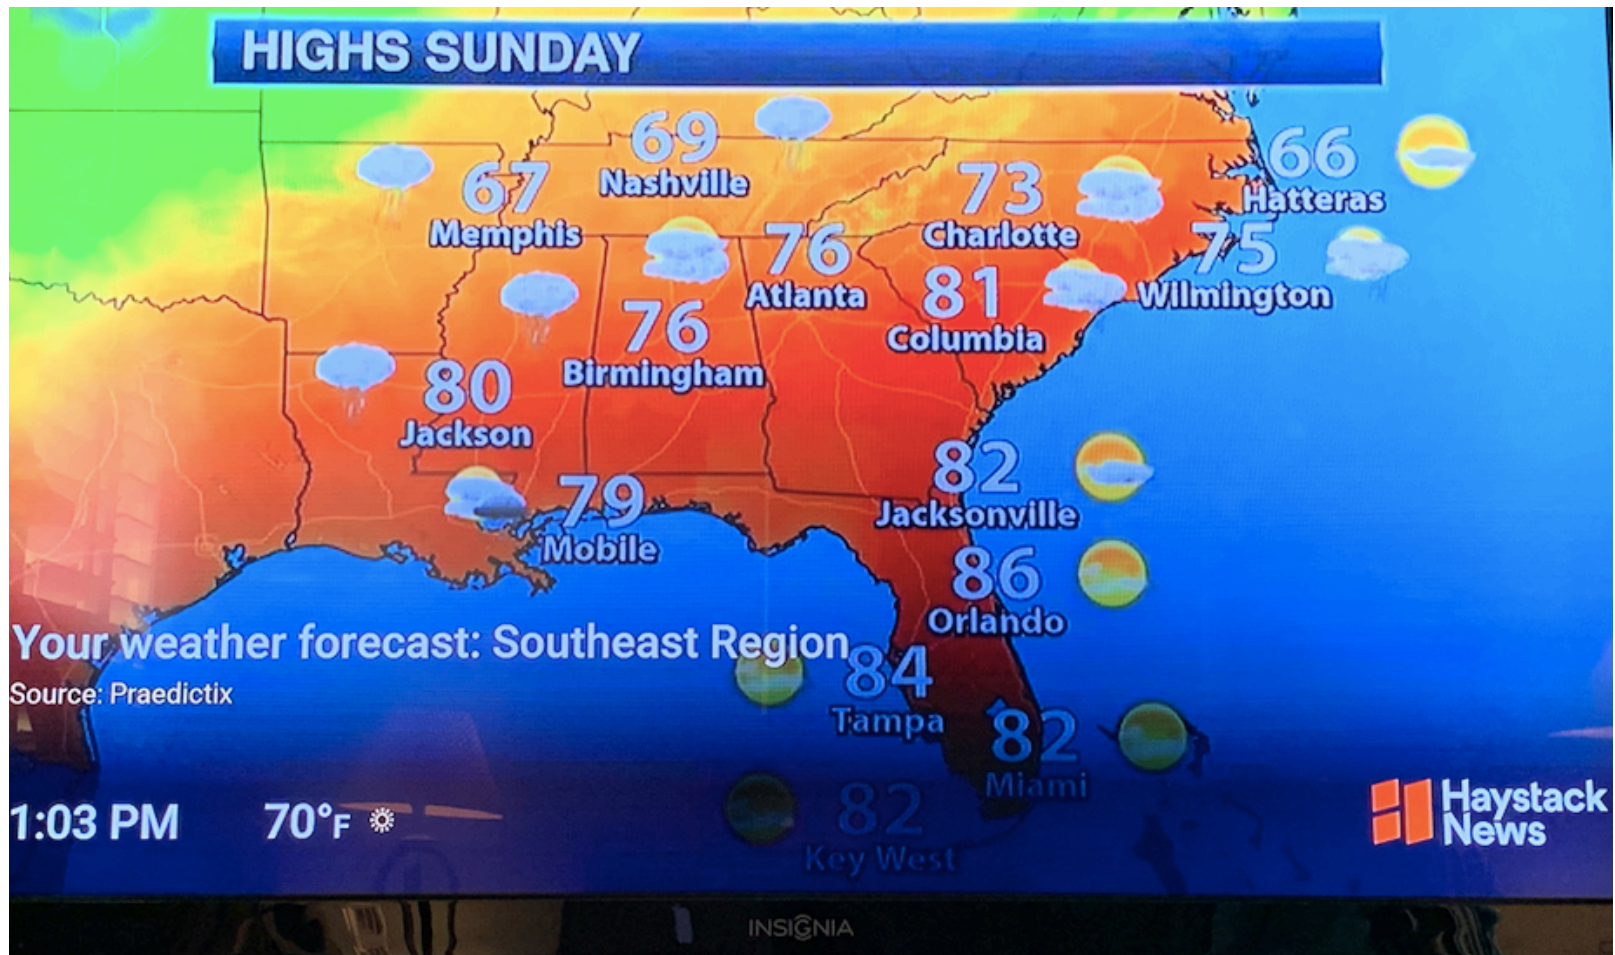 HIGHS SUNDAY
69
Nashville
67
Memphis
73
Charlotte
66
Hatteras
76
Atlanta
75
Wilmington
81
Columbia
76
Birmingham
80
Jackson
79
Mobile
82
Jacksonville
86
Orlando
84
Tampa
82
Miami
82
Key West
Your weather forecast: Southeast Region
Source: Praedictix
1:03 PM 70°F
Haystack
News
INSIGNIA